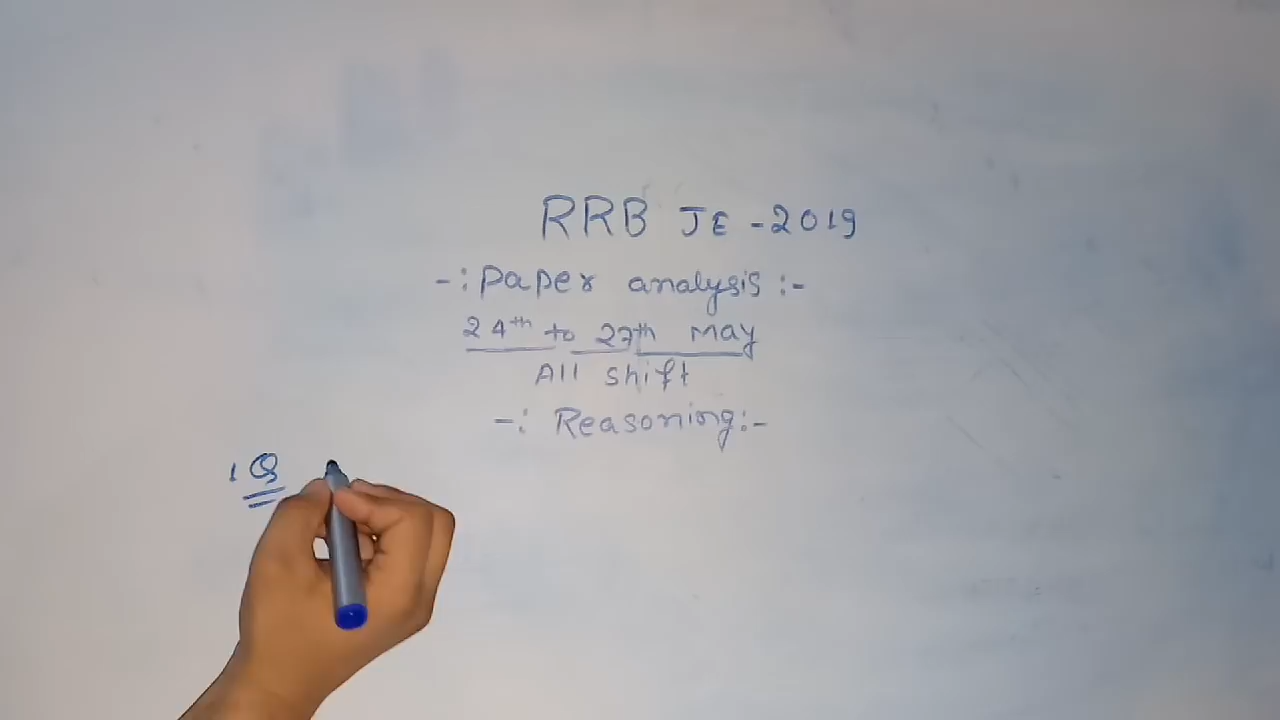 RRB JE -2019
-: Paper analysis :-
24th to 27th May
All shift
-: Reasoning:-
1Q